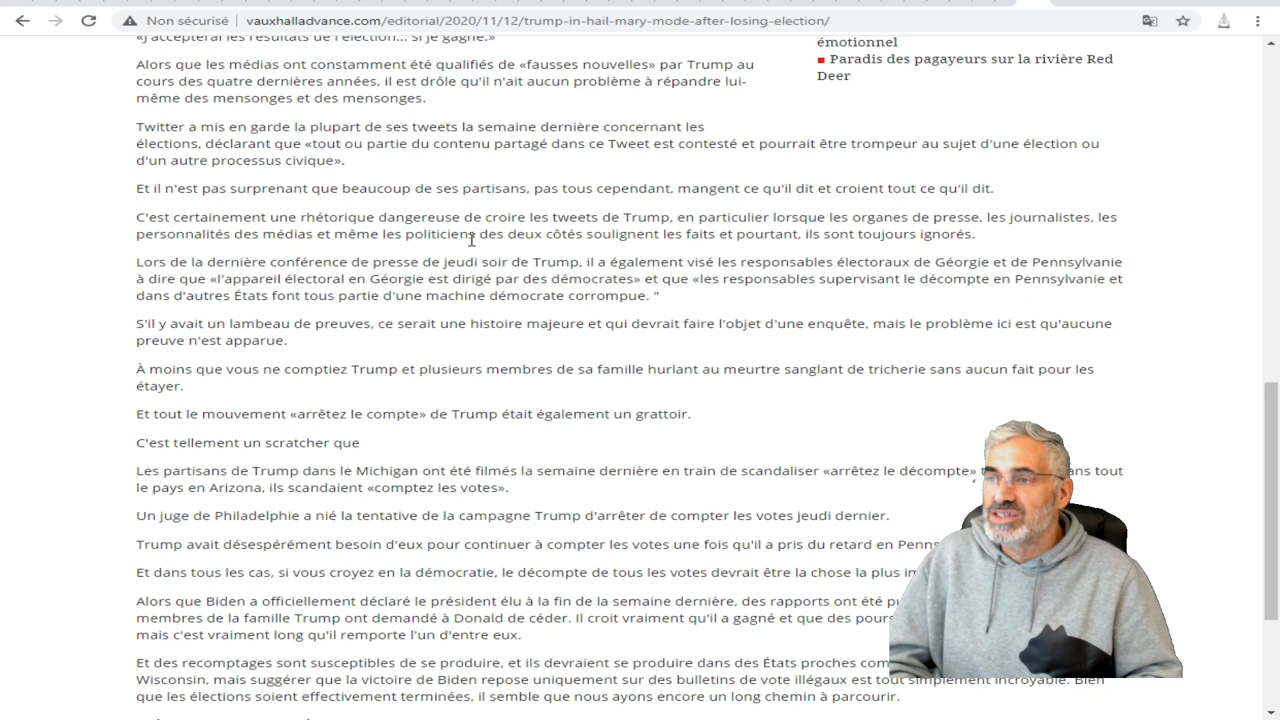 Non sécurisé | vauxhalladvance.com/editorial/2020/11/12/trump-in-hail-mary-mode-after-losing-election/
«J'accepterai les résultats de l'élection... si je gagne.»
émotionnel
Paradis des pagayeurs sur la rivière Red
Deer
Alors que les médias ont constamment été qualifiés de «fausses nouvelles» par Trump au
cours des quatre dernières années, il est drôle qu'il n'ait aucun problème à répandre lui-
même des mensonges et des mensonges.
Twitter a mis en garde la plupart de ses tweets la semaine dernière concernant les
élections, déclarant que «tout ou partie du contenu partagé dans ce Tweet est contesté et pourrait être trompeur au sujet d'une élection ou
d'un autre processus civique».
Et il n'est pas surprenant que beaucoup de ses partisans, pas tous cependant, mangent ce qu'il dit et croient tout ce qu'il dit.
C'est certainement une rhétorique dangereuse de croire les tweets de Trump, en particulier lorsque les organes de presse, les journalistes, les
personnalités des médias et même les politiciens des deux côtés soulignent les faits et pourtant, ils sont toujours ignorés.
Lors de la dernière conférence de presse de jeudi soir de Trump, il a également visé les responsables électoraux de Géorgie et de Pennsylvanie
à dire que «l'appareil électoral en Géorgie est dirigé par des démocrates» et que «les responsables supervisant le décompte en Pennsylvanie et
dans d'autres États font tous partie d'une machine démocrate corrompue. "
S'il y avait un lambeau de preuves, ce serait une histoire majeure et qui devrait faire l'objet d'une enquête, mais le problème ici est qu'aucune
preuve n'est apparue.
À moins que vous ne comptiez Trump et plusieurs membres de sa famille hurlant au meurtre sanglant de tricherie sans aucun fait pour les
étayer.
Et tout le mouvement «arrêtez le compte» de Trump était également un grattoir.
C'est tellement un scratcher que
Les partisans de Trump dans le Michigan ont été filmés la semaine dernière en train de scandaliser «arrêtez le décompte» ans tout
le pays en Arizona, ils scandaient «comptez les votes».
Un juge de Philadelphie a nié la tentative de la campagne Trump d'arrêter de compter les votes jeudi dernier.
Trump avait désespérément besoin d'eux pour continuer à compter les votes une fois qu'il a pris du retard en Penns
Et dans tous les cas, si vous croyez en la démocratie, le décompte de tous les votes devrait être la chose la plus im
Alors que Biden a officiellement déclaré le président élu à la fin de la semaine dernière, des rapports ont été pu
membres de la famille Trump ont demandé à Donald de céder. Il croit vraiment qu'il a gagné et que des pours
mais c'est vraiment long qu'il remporte l'un d'entre eux.
Et des recomptages sont susceptibles de se produire, et ils devraient se produire dans des États proches com
Wisconsin, mais suggérer que la victoire de Biden repose uniquement sur des bulletins de vote illégaux est tout simplement incroyable. Bien
que les élections soient effectivement terminées, il semble que nous ayons encore un long chemin à parcourir.